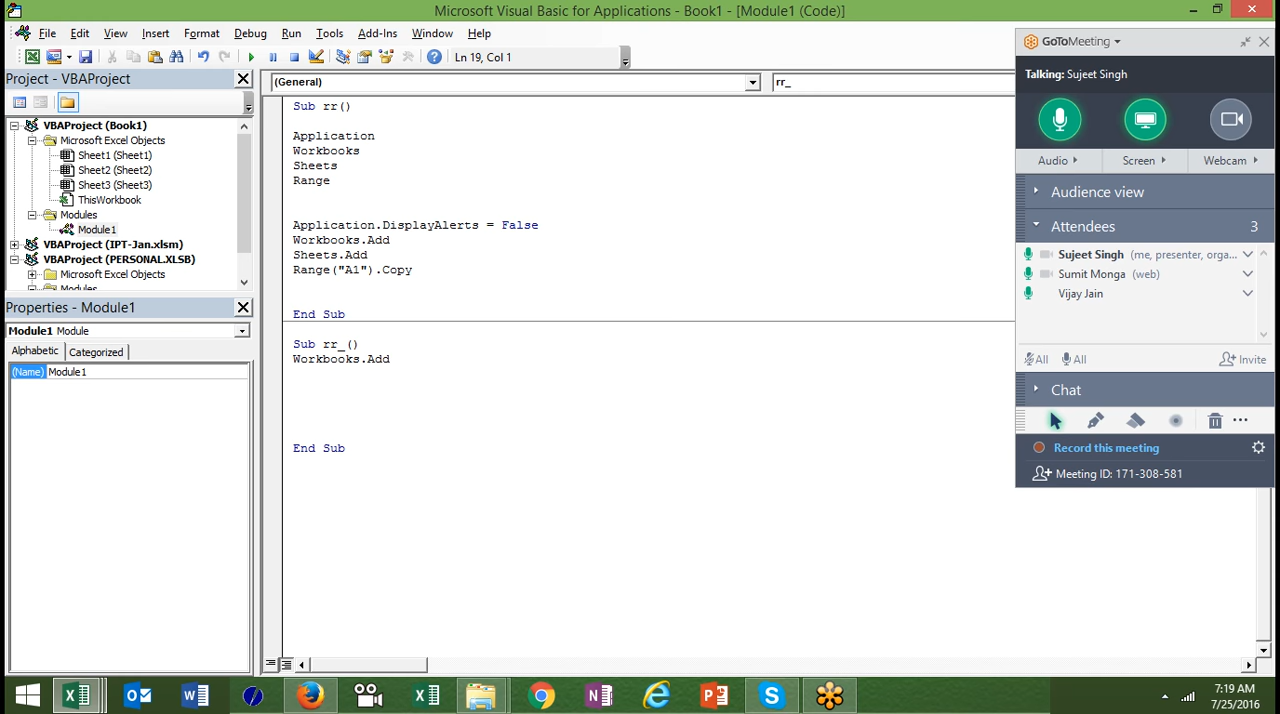 Microsoft Visual Basic for Applications - Book1 - [Module1 (Code)]
File Edit View Insert Format Debug Run Tools Add-Ins Window Help
Ln 19, Col 1
Project - VBAProject
VBAProject (Book1)
Microsoft Excel Objects
Sheet1 (Sheet1)
Sheet2 (Sheet2)
Sheet3 (Sheet3)
ThisWorkbook
Modules
Module1
VBAProject (IPT-Jan.xlsm)
VBAProject (PERSONAL.XLSB)
Microsoft Excel Objects
Modules
Properties - Module1
Module1 Module
Alphabetic Categorized
(Name) Module1
(General)
rr_
Sub rr()
Application
Workbooks
Sheets
Range
Application.DisplayAlerts = False
Workbooks.Add
Sheets.Add
Range("A1").Copy
End Sub
Sub rr_()
Workbooks.Add
End Sub
GoToMeeting
Talking: Sujeet Singh
Audio Screen Webcam
Audience view
Attendees 3
Sujeet Singh (me, presenter, orga...
Sumit Monga (web)
Vijay Jain
All All Invite
Chat
Record this meeting
Meeting ID: 171-308-581
7:19 AM
7/25/2016